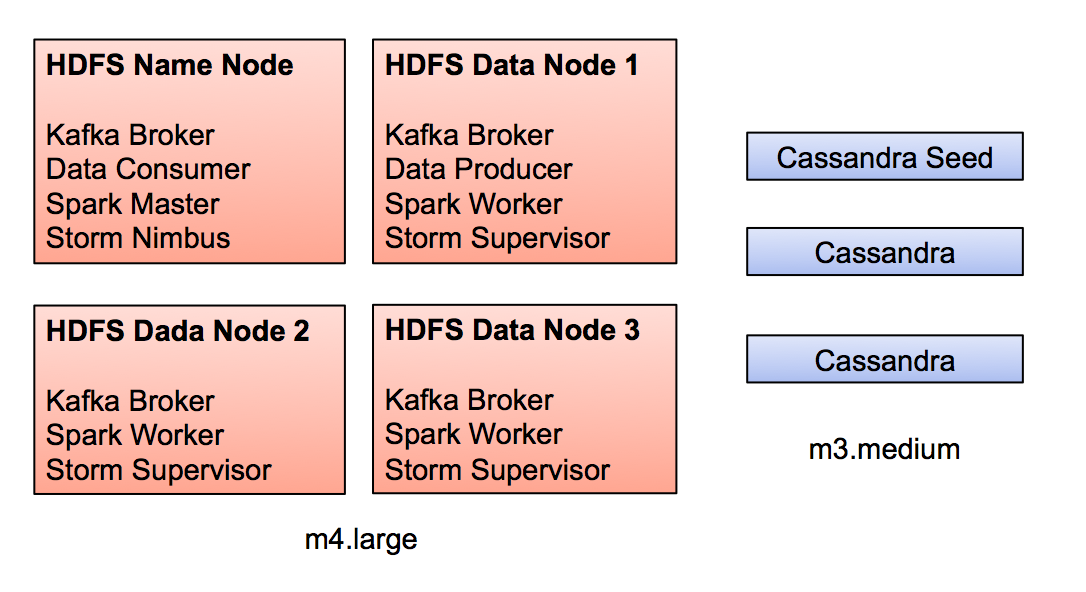 HDFS Name Node
Kafka Broker
Data Consumer
Spark Master
Storm Nimbus
HDFS Data Node 1
Kafka Broker
Data Producer
Spark Worker
Storm Supervisor
HDFS Dada Node 2
Kafka Broker
Spark Worker
Storm Supervisor
HDFS Data Node 3
Kafka Broker
Spark Worker
Storm Supervisor
m4.large
Cassandra Seed
Cassandra
Cassandra
m3.medium